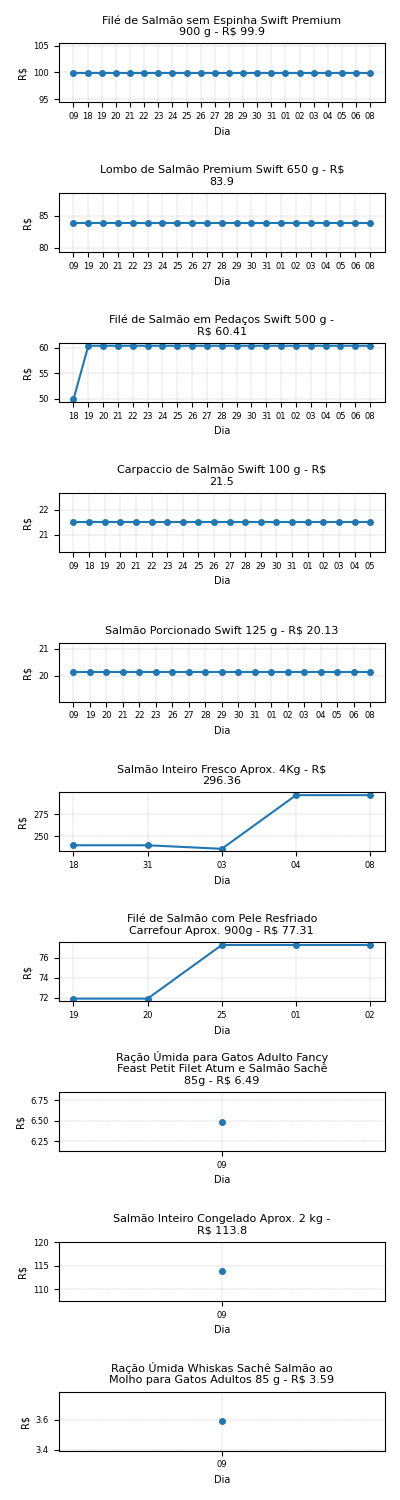 Filé de Salmão sem Espinha Swift Premium
900 g - R$ 99.9
105
100
95
R$
09 18 19 20 21 22 23 24 25 26 27 28 29 30 31 01 02 03 04 05 06 08
Dia
Lombo de Salmão Premium Swift 650 g - R$
83.9
85
80
R$
09 19 20 21 22 23 24 25 26 27 28 29 30 31 01 02 03 04 05 06 08
Dia
Filé de Salmão em Pedaços Swift 500 g -
R$ 60.41
60
55
50
R$
18 19 20 21 22 23 24 25 26 27 28 29 30 31 01 02 03 04 05 06 08
Dia
Carpaccio de Salmão Swift 100 g - R$
21.5
22
21
R$
09 18 19 20 21 22 23 24 25 26 27 28 29 30 31 01 02 03 04 05
Dia
Salmão Porcionado Swift 125 g - R$ 20.13
21
20
R$
09 19 20 21 22 23 26 27 28 29 30 31 01 02 03 04 05 06 08
Dia
Salmão Inteiro Fresco Aprox. 4Kg - R$
296.36
275
250
R$
18 31 03 04 08
Dia
Filé de Salmão com Pele Resfriado
Carrefour Aprox. 900g - R$ 77.31
76
74
72
R$
19 20 25 01 02
Dia
Ração Úmida para Gatos Adulto Fancy
Feast Petit Filet Atum e Salmão Sachê
85g - R$ 6.49
6.75
6.50
6.25
R$
09
Dia
Salmão Inteiro Congelado Aprox. 2 kg -
R$ 113.8
120
115
110
R$
09
Dia
Ração Úmida Whiskas Sachê Salmão ao
Molho para Gatos Adultos 85 g - R$ 3.59
3.6
3.4
R$
09
Dia